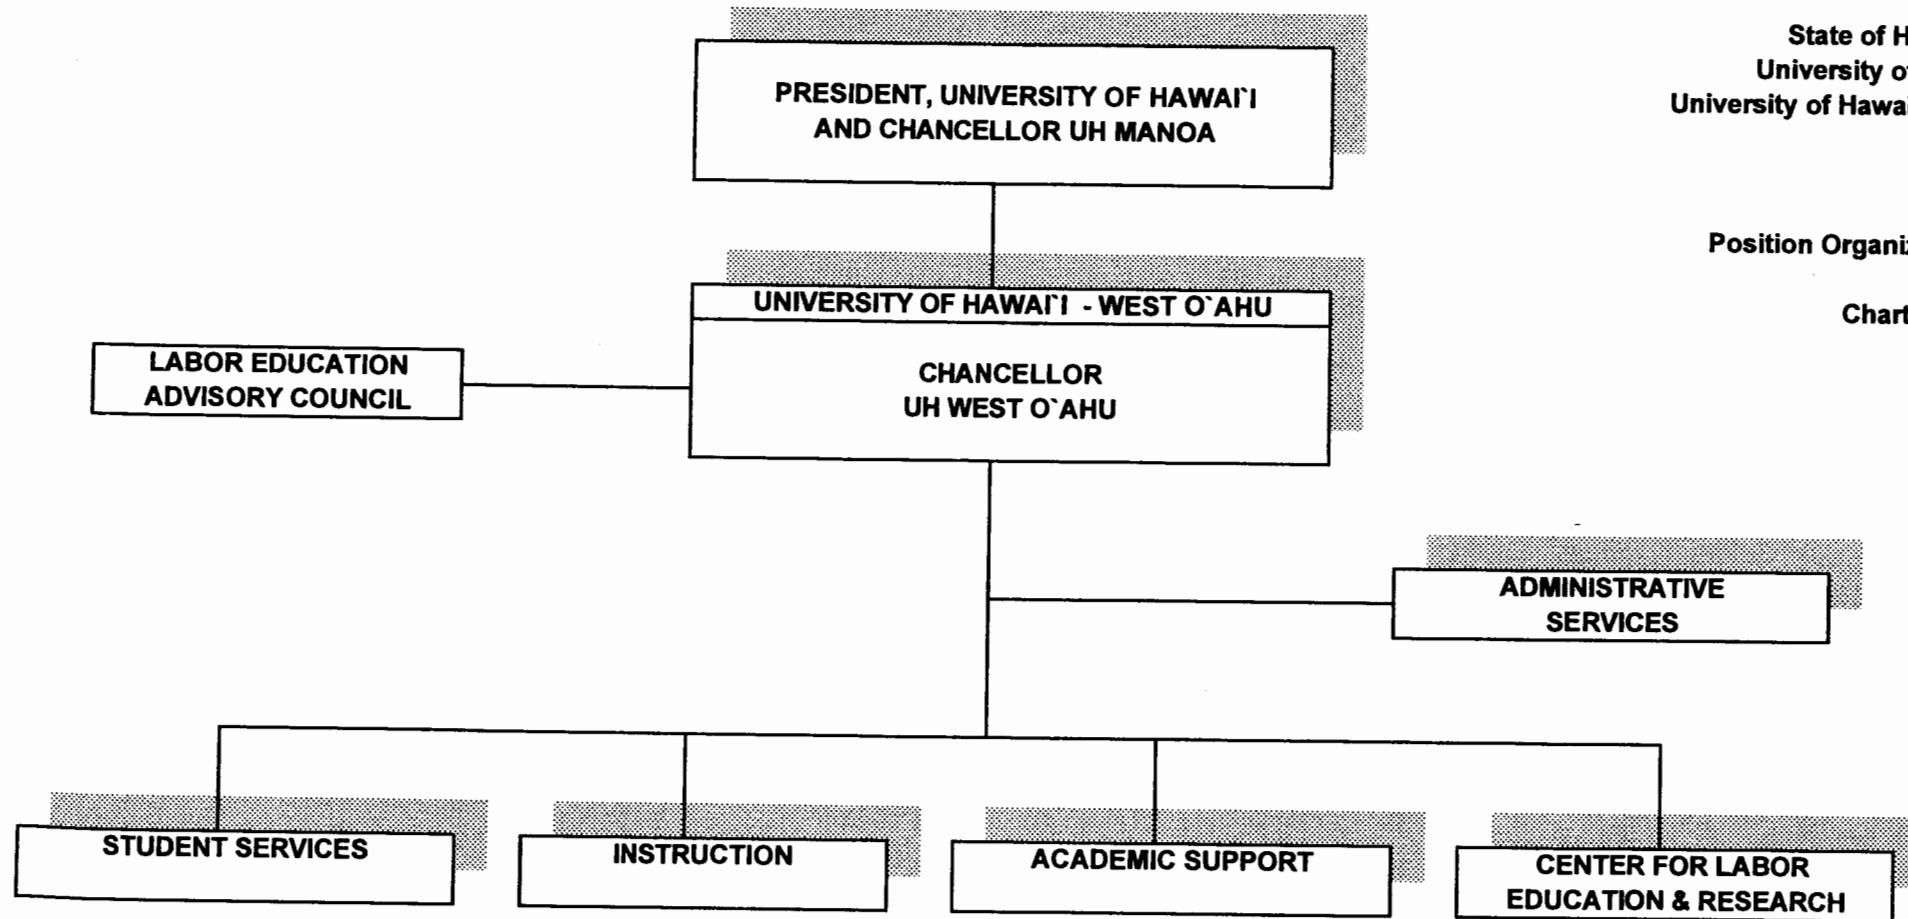 State of
University of
University of
Position
Chart
PRESIDENT, UNIVERSITY OF HAWAI`I
AND CHANCELLOR UH MANOA
UNIVERSITY OF HAWAI`I - WEST O`AHU
CHANCELLOR
UH WEST O`AHU
LABOR EDUCATION
ADVISORY COUNCIL
ADMINISTRATIVE
SERVICES
STUDENT SERVICES
INSTRUCTION
ACADEMIC SUPPORT
CENTER FOR LABOR
EDUCATION & RESEARCH